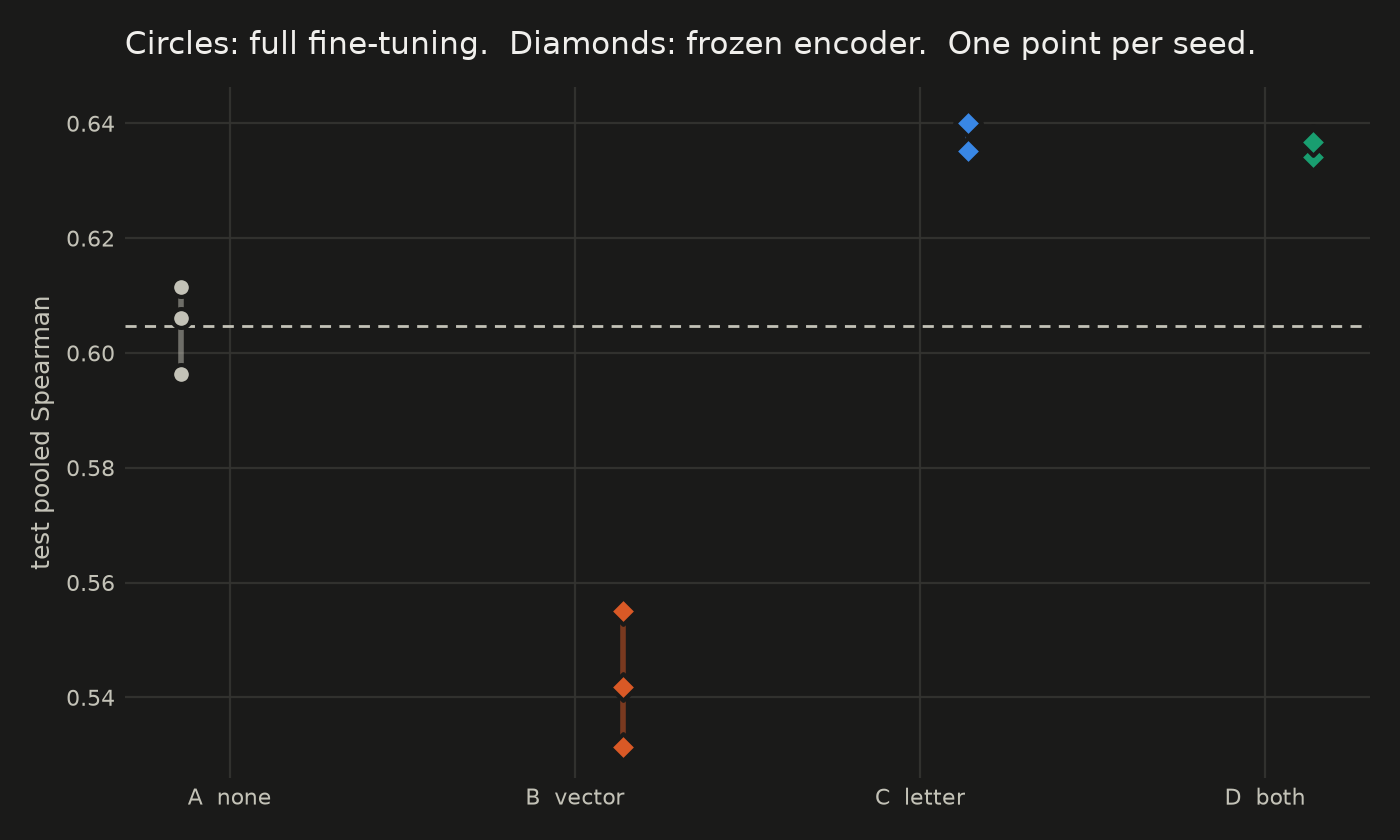 Circles: full fine-tuning.  Diamonds: frozen encoder.  One point per seed.
test pooled Spearman
0.64
0.62
0.60
0.58
0.56
0.54
A  none
B  vector
C  letter
D  both